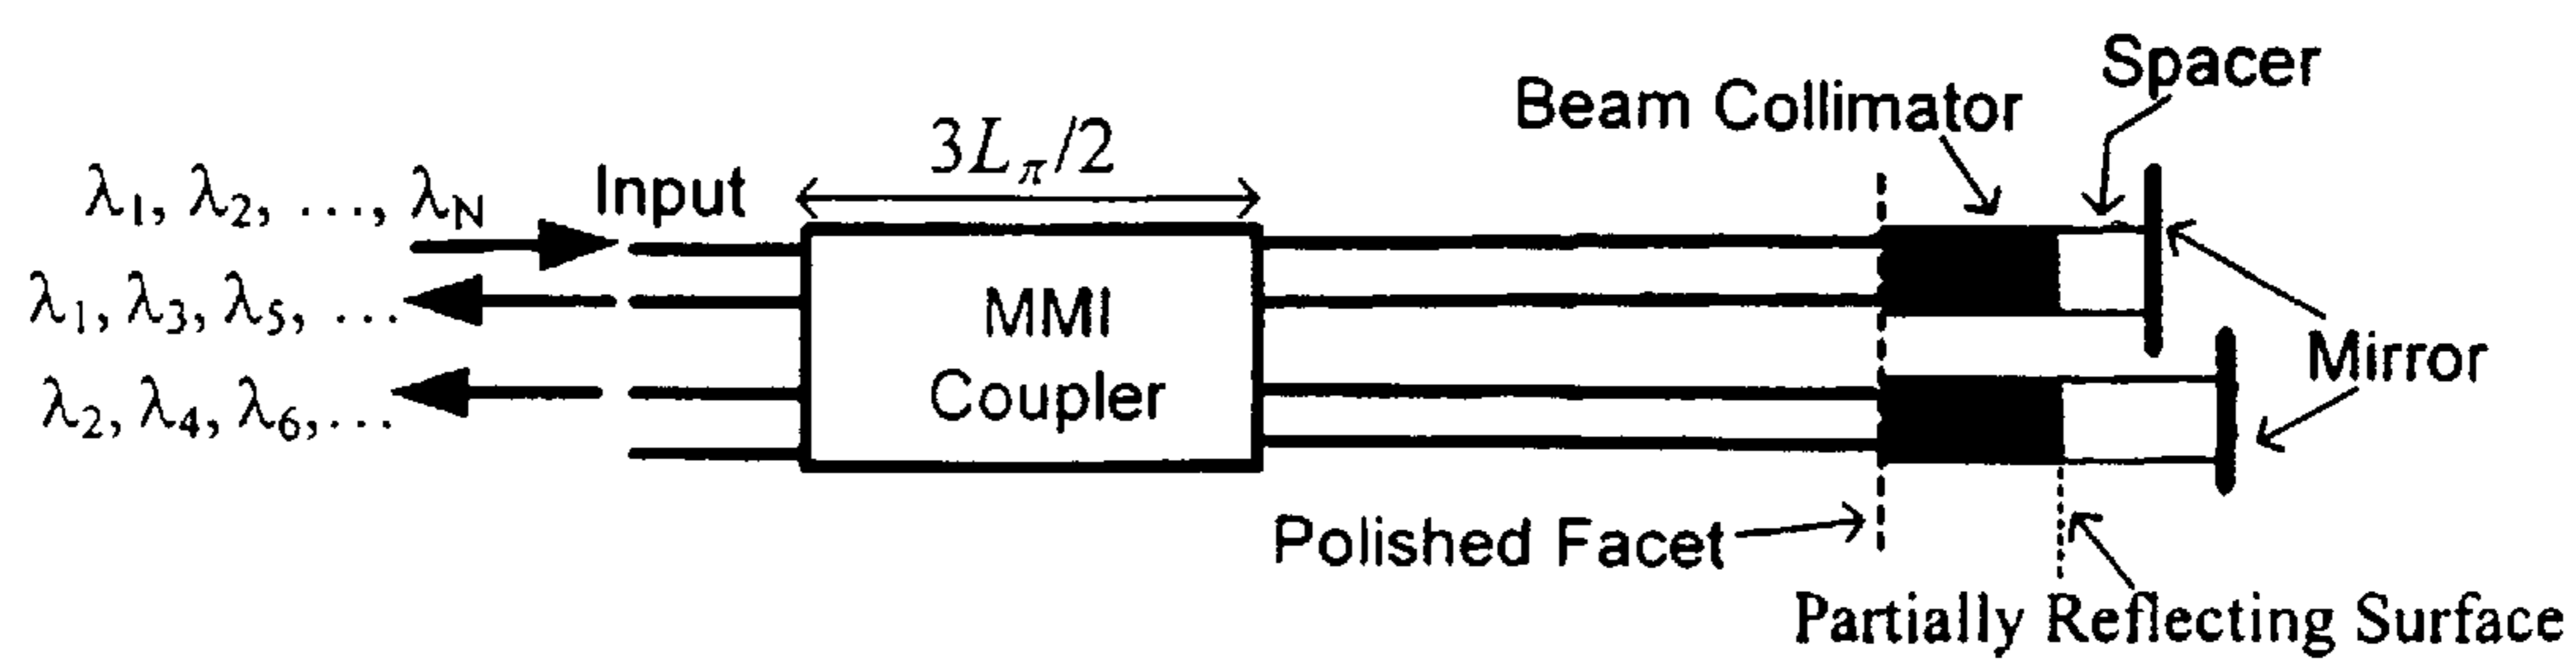 Spacer
Beam Collimator
3Lπ/2
λ1, λ2, ..., λN
Input
λ1, λ3, λ5, ...
MMI
Coupler
Mirror
λ2, λ4, λ6,...
Polished Facet
Partially Reflecting Surface